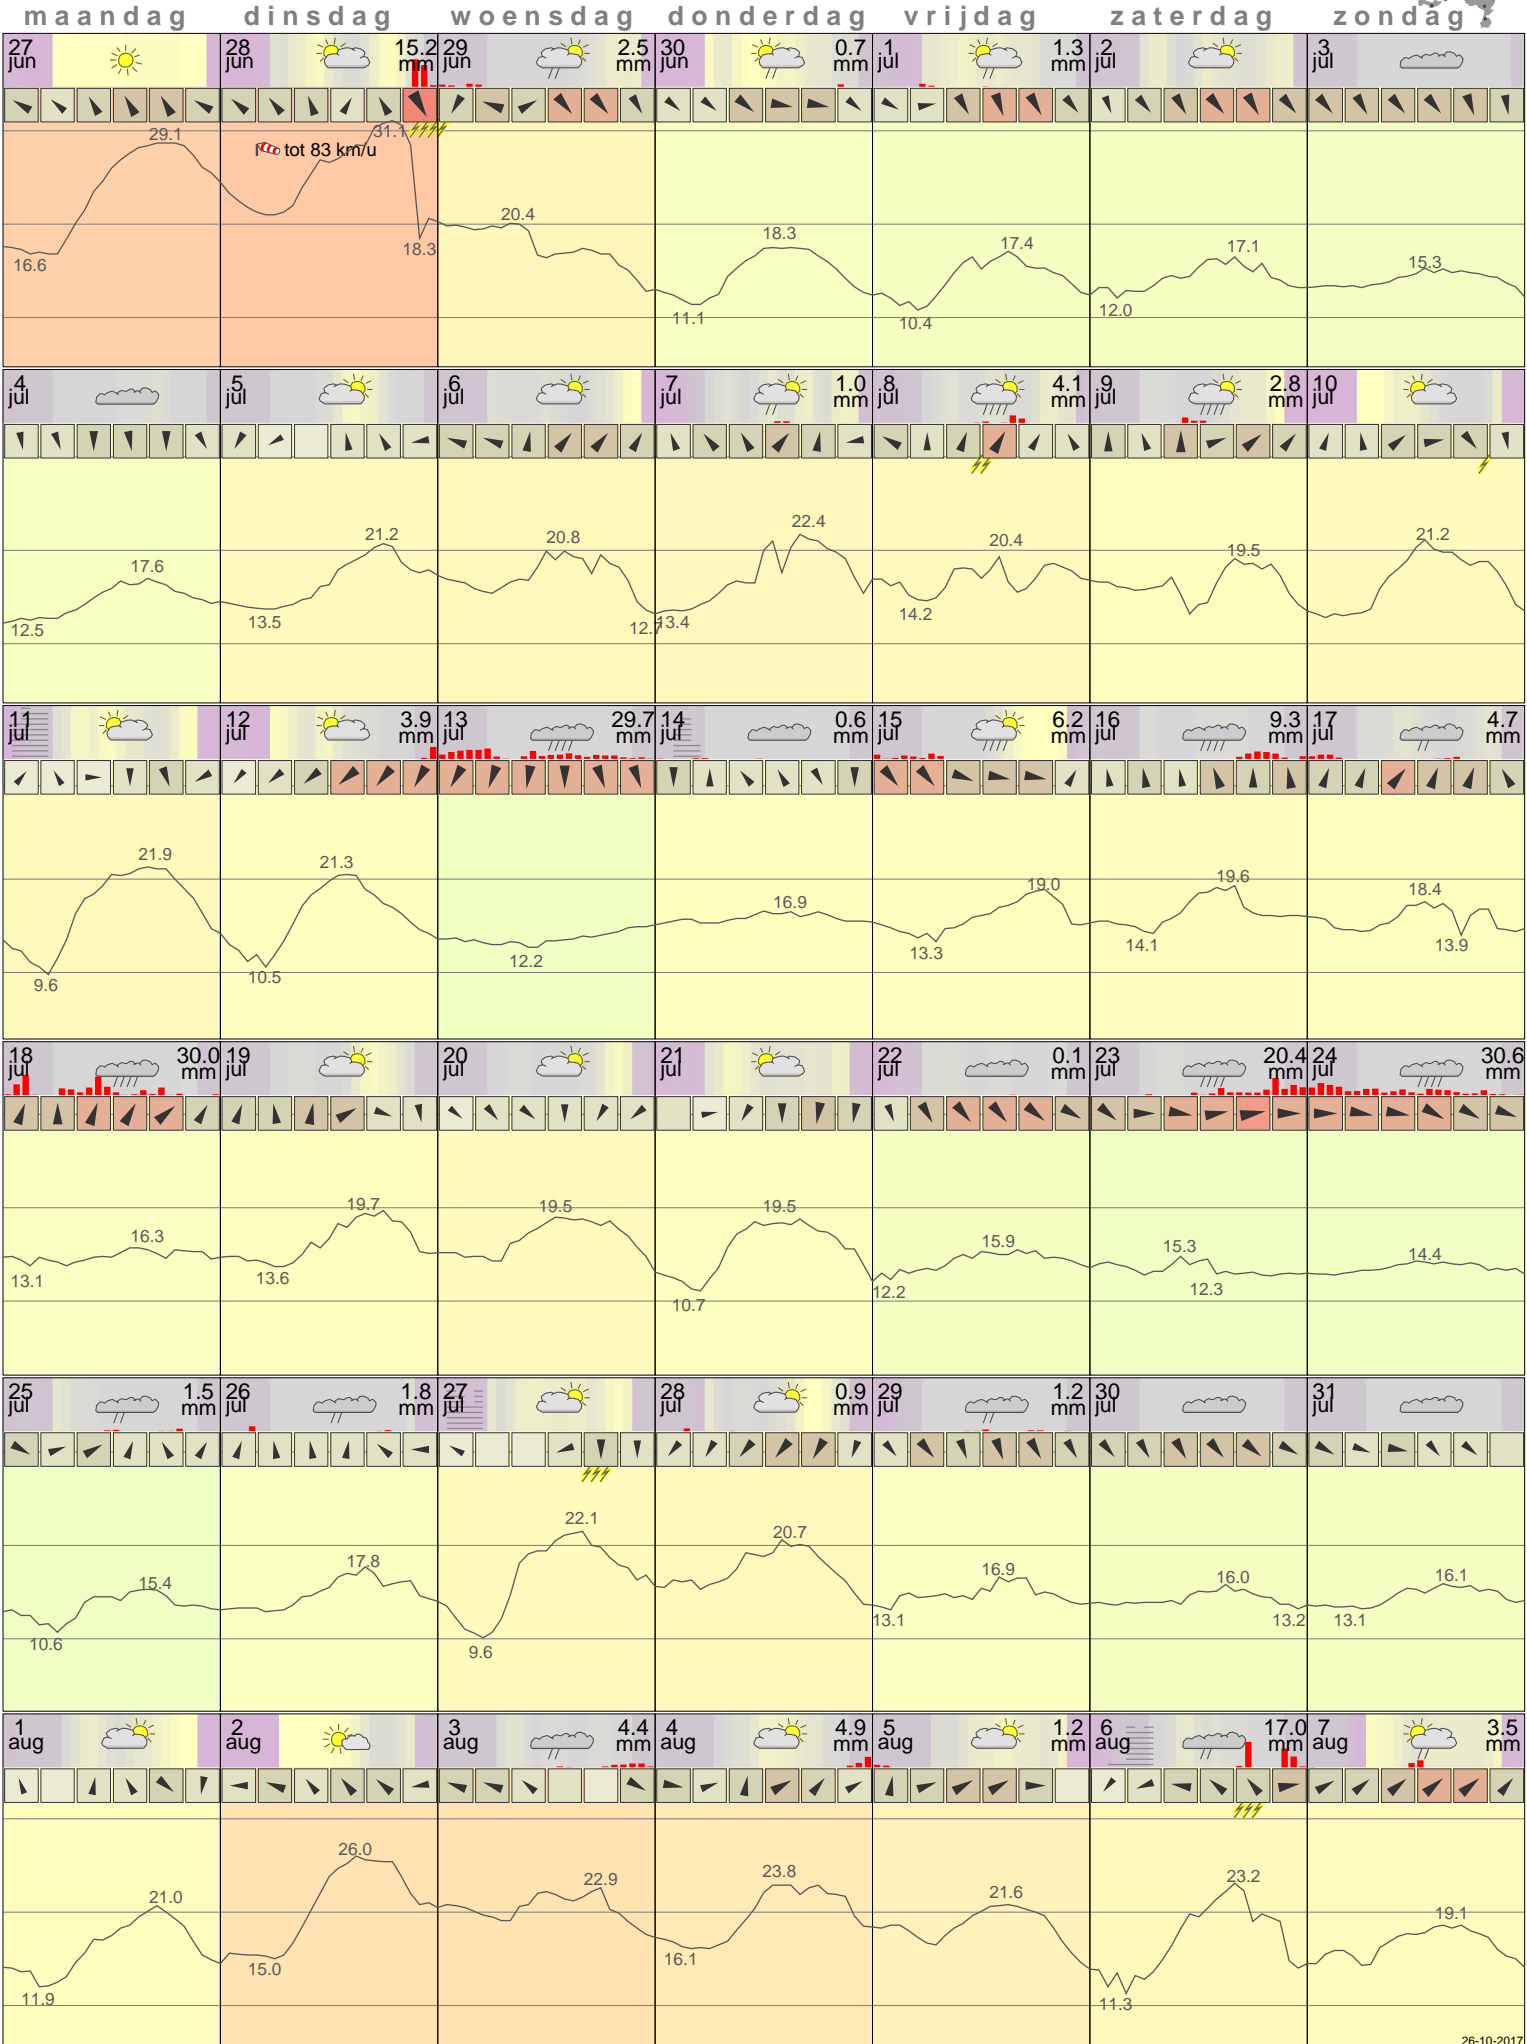 maandag dinsdag woensdag donderdag vrijdag zaterdag zondag
27 jun 28 jun 15.2 mm 29 jun 2.5 mm 30 jun 0.7 mm 1 jul 1.3 mm 2 jul 3 jul
29.1 31.1
tot 83 km/u
16.6 18.3 20.4 11.1 18.3 10.4 17.4 12.0 17.1 15.3
4 jul 5 jul 6 jul 7 jul 1.0 mm 8 jul 4.1 mm 9 jul 2.8 mm 10 jul
12.5 17.6 13.5 21.2 20.8 12.7 13.4 22.4 14.2 20.4 19.5 21.2
11 jul 12 jul 3.9 mm 13 jul 29.7 mm 14 jul 0.6 mm 15 jul 6.2 mm 16 jul 9.3 mm 17 jul 4.7 mm
9.6 21.9 10.5 21.3 12.2 16.9 13.3 19.0 14.1 19.6 18.4 13.9
18 jul 30.0 mm 19 jul 20 jul 21 jul 22 jul 0.1 mm 23 jul 20.4 mm 24 jul 30.6 mm
13.1 16.3 13.6 19.7 19.5 10.7 19.5 12.2 15.9 15.3 12.3 14.4
25 jul 1.5 mm 26 jul 1.8 mm 27 jul 28 jul 0.9 mm 29 jul 1.2 mm 30 jul 31 jul
10.6 15.4 17.8 9.6 22.1 20.7 13.1 16.9 16.0 13.2 13.1 16.1
1 aug 2 aug 3 aug 4.4 mm 4 aug 4.9 mm 5 aug 1.2 mm 6 aug 17.0 mm 7 aug 3.5 mm
11.9 21.0 15.0 26.0 22.9 16.1 23.8 21.6 11.3 23.2 19.1
26-10-2017